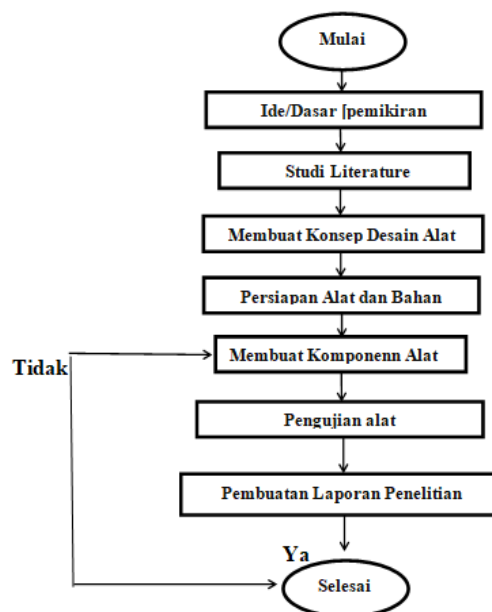 Mulai
Ide/Dasar [pemikiran
Studi Literature
Membuat Konsep Desain Alat
Persiapan Alat dan Bahan
Membuat Komponenn Alat
Tidak
Pengujian alat
Pembuatan Laporan Penelitian
Ya
Selesai